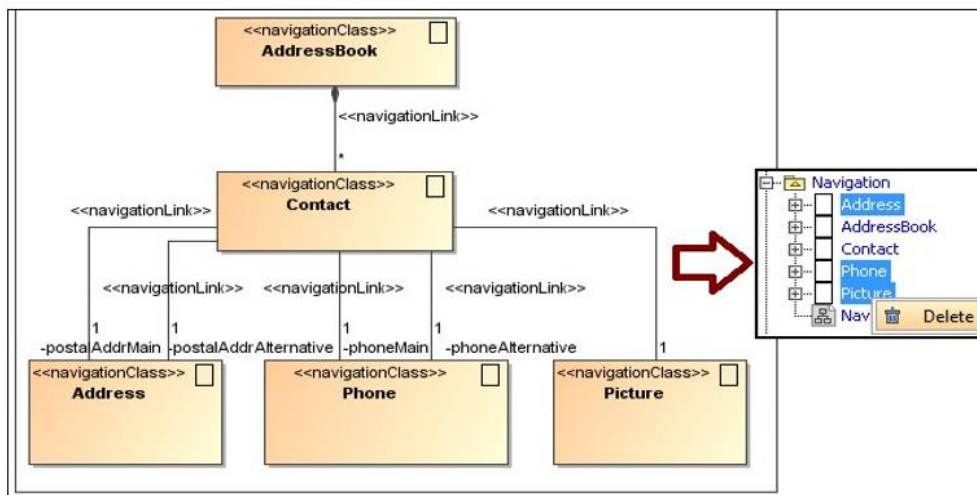 <<navigationClass>>
AddressBook
<<navigationLink>>
*
<<navigationClass>>
Contact
<<navigationLink>>
<<navigationLink>>
<<navigationLink>>
<<navigationLink>>
<<navigationLink>>
1
1
1
1
1
-postalAddrMain
-postalAddrAlternative
-phoneMain
-phoneAlternative
<<navigationClass>>
Address
<<navigationClass>>
Phone
<<navigationClass>>
Picture
Navigation
Address
AddressBook
Contact
Phone
Picture
Nav
Delete